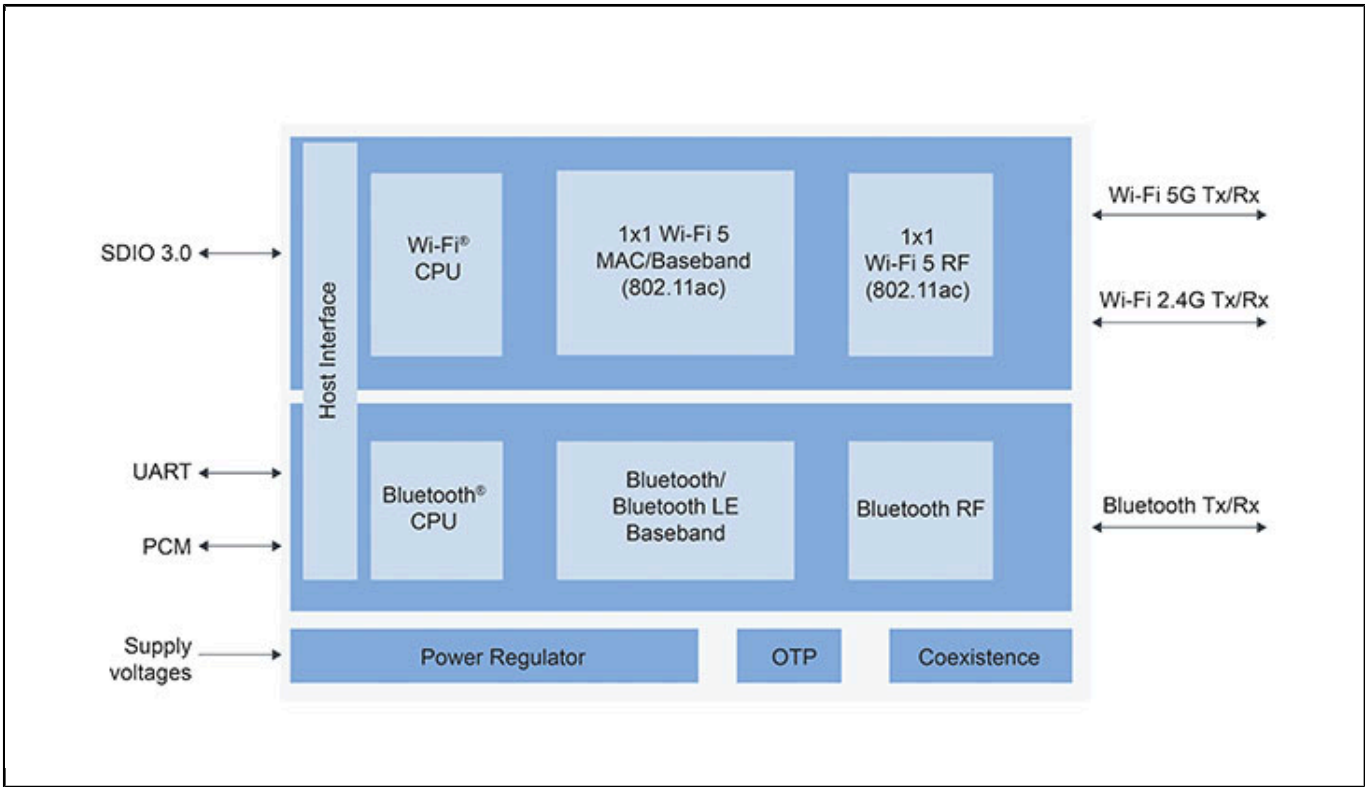 SDIO 3.0
UART
PCM
Supply
voltages
Host Interface
Wi-Fi®
CPU
1x1 Wi-Fi 5
MAC/Baseband
(802.11ac)
1x1
Wi-Fi 5 RF
(802.11ac)
Bluetooth®
CPU
Bluetooth/
Bluetooth LE
Baseband
Bluetooth RF
Power Regulator
OTP
Coexistence
Wi-Fi 5G Tx/Rx
Wi-Fi 2.4G Tx/Rx
Bluetooth Tx/Rx